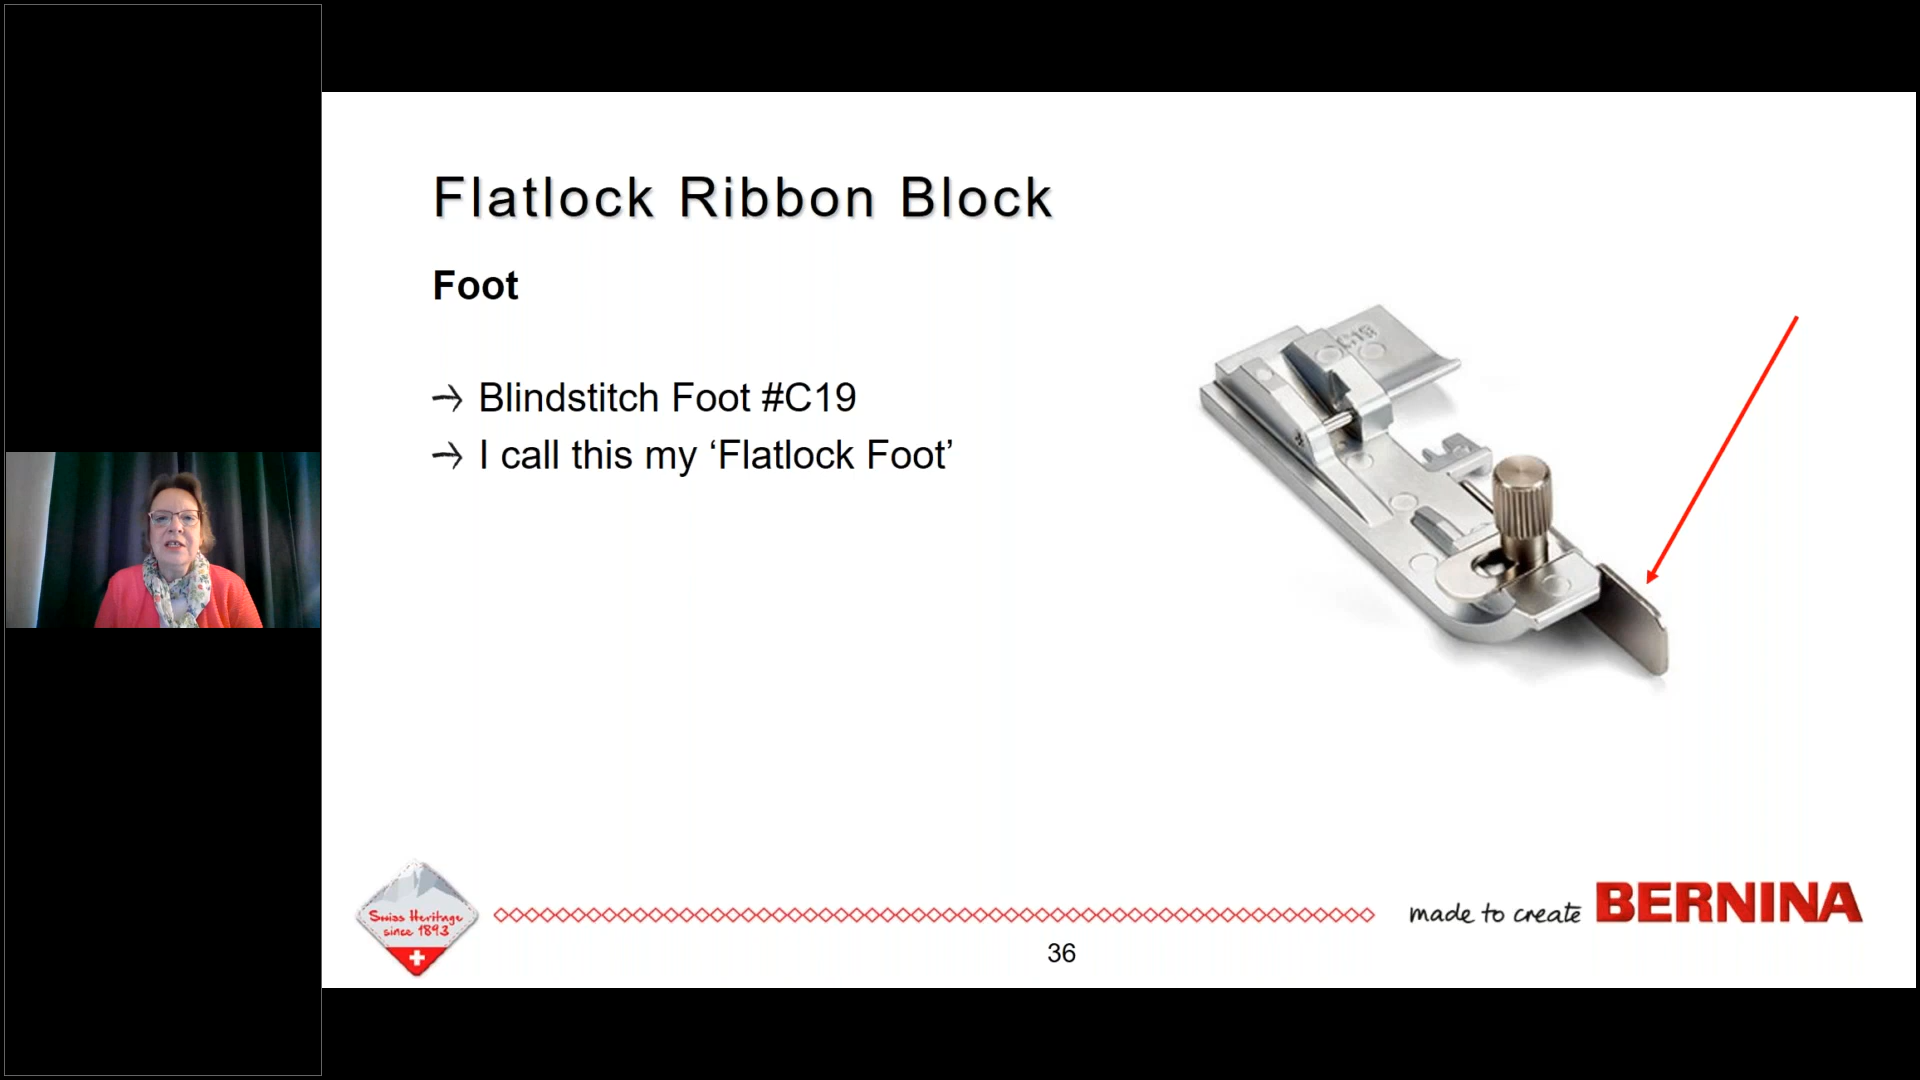 Flatlock Ribbon Block
Foot
→ Blindstitch Foot #C19
→ I call this my ‘Flatlock Foot’
C19
Swiss Heritage
since 1893
made to create BERNINA
36